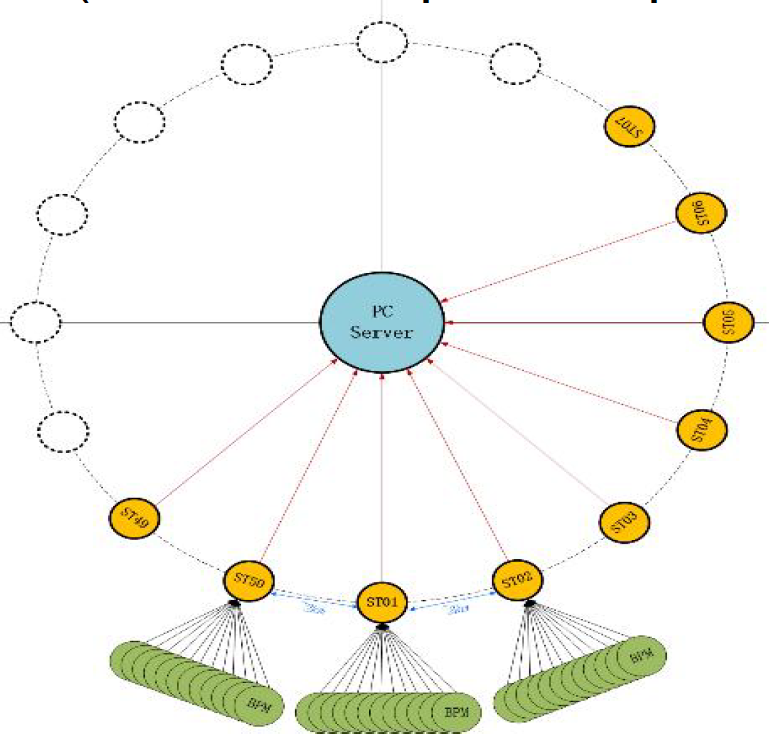 ST07
ST06
PC
Server
ST05
ST04
ST49
ST03
ST50
ST01
ST02
BPM
BPM
BPM